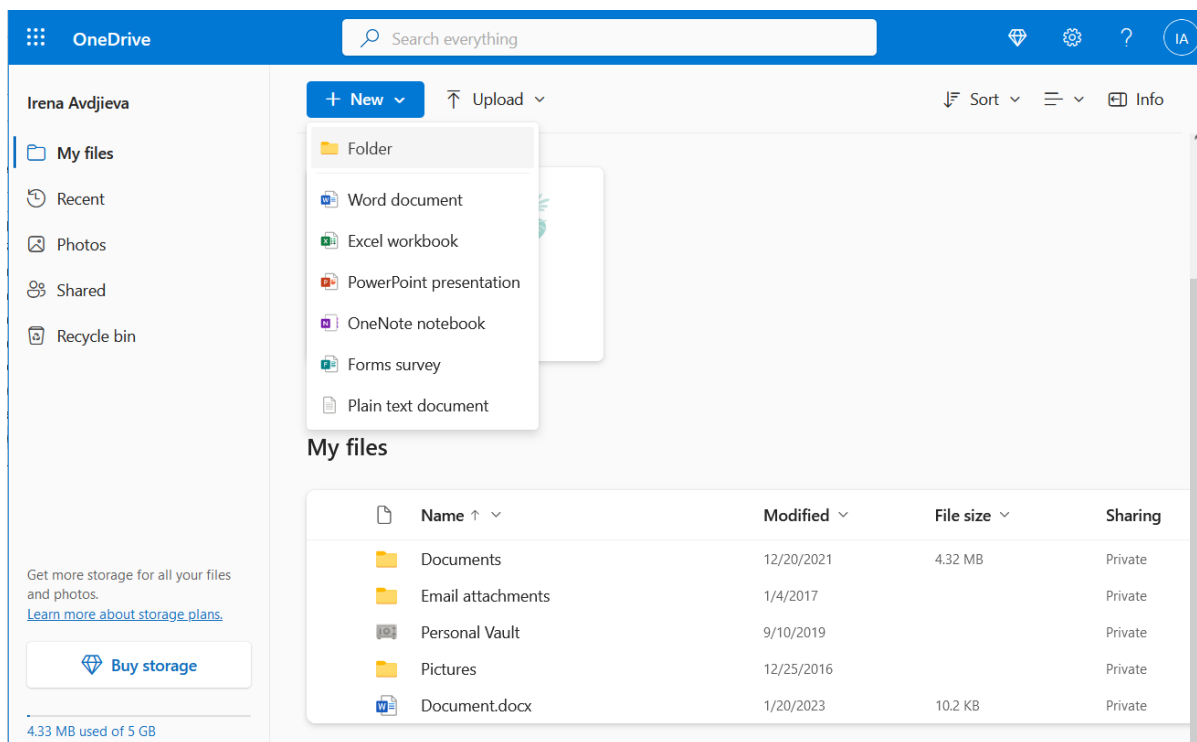 OneDrive
Search everything
IA
Irena Avdjieva
My files
Recent
Photos
Shared
Recycle bin
Get more storage for all your files
and photos.
Learn more about storage plans.
Buy storage
4.33 MB used of 5 GB
+ New
Upload
Sort
Info
Folder
Word document
Excel workbook
PowerPoint presentation
OneNote notebook
Forms survey
Plain text document
My files
Name ↑ Modified File size Sharing
Documents 12/20/2021 4.32 MB Private
Email attachments 1/4/2017 Private
Personal Vault 9/10/2019 Private
Pictures 12/25/2016 Private
Document.docx 1/20/2023 10.2 KB Private